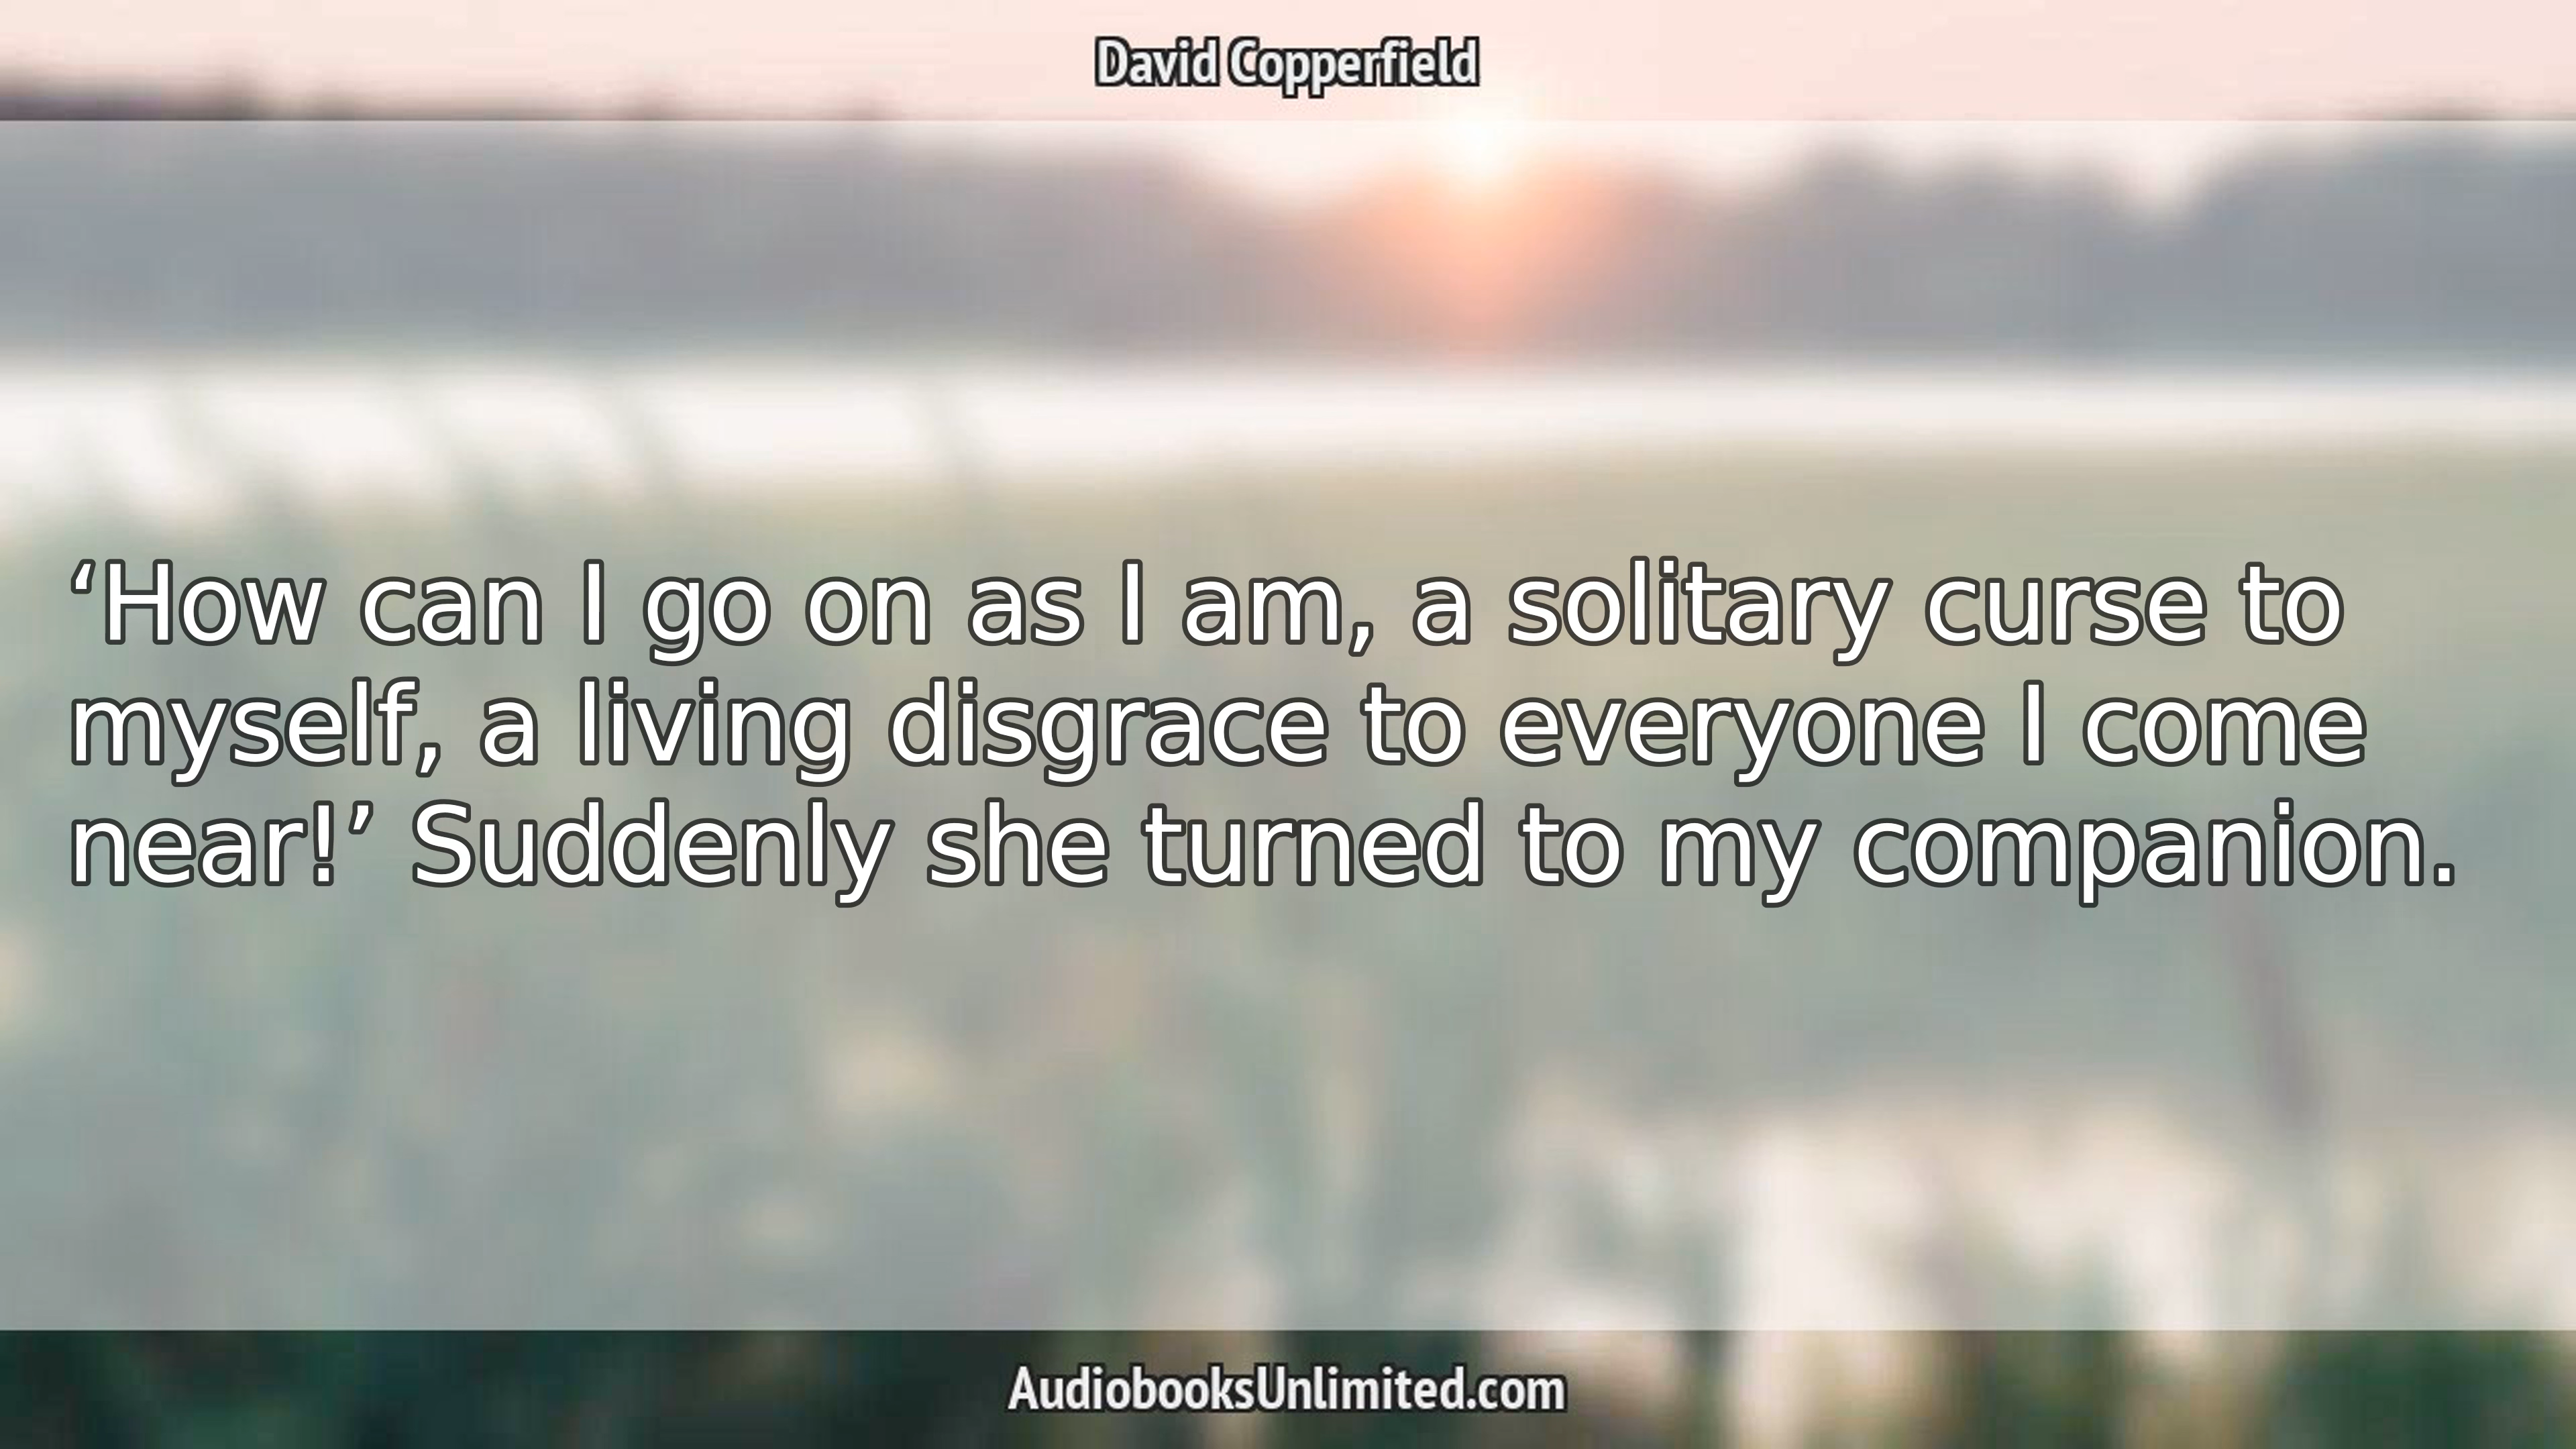 David Copperfield
‘How can I go on as I am, a solitary curse to
myself, a living disgrace to everyone I come
near!’ Suddenly she turned to my companion.
AudiobooksUnlimited.com